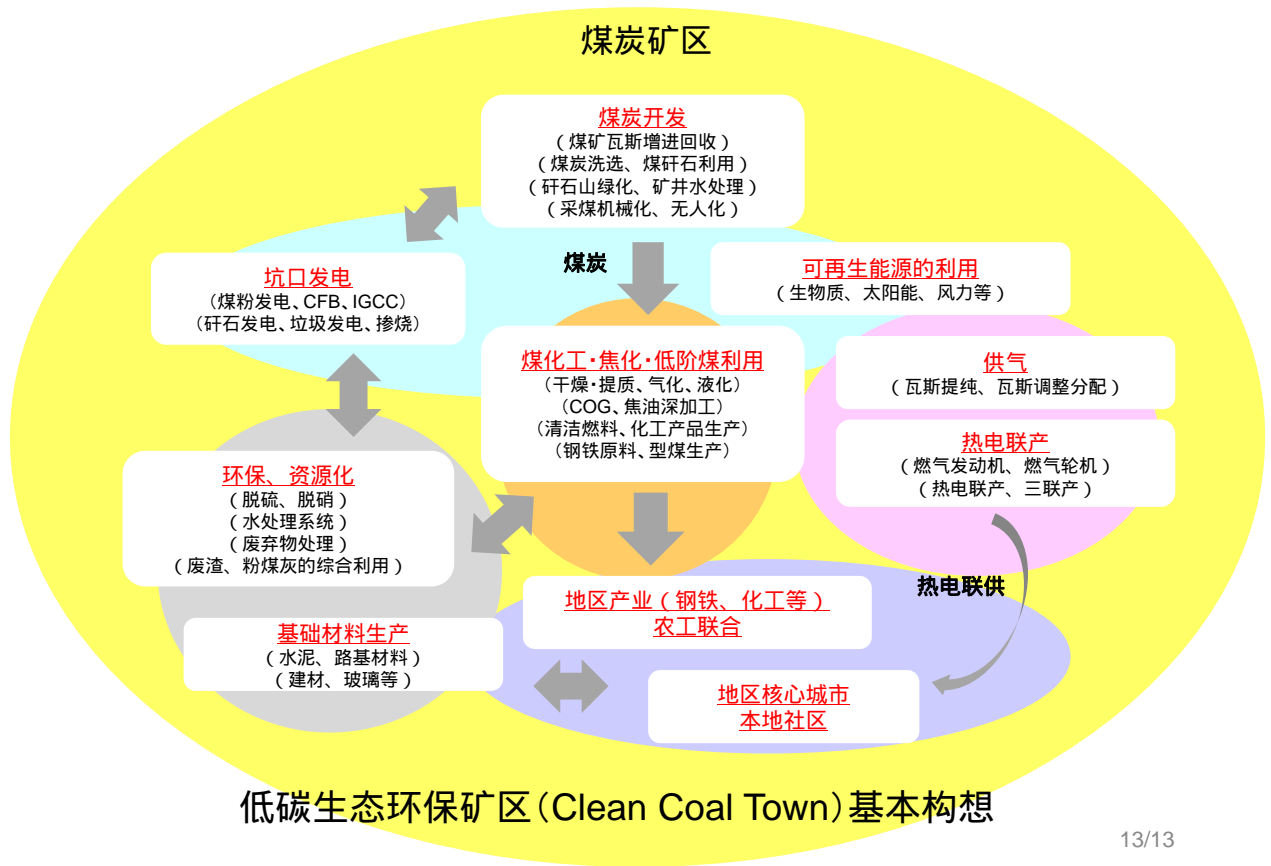 煤炭矿区
煤炭开发
（煤矿瓦斯增进回收）
（煤炭洗选、煤矸石利用）
（矸石山绿化、矿井水处理）
（采煤机械化、无人化）
煤炭
坑口发电
（煤粉发电、CFB、IGCC）
（矸石发电、垃圾发电、掺烧）
可再生能源的利用
（生物质、太阳能、风力等）
煤化工・焦化・低阶煤利用
（干燥・提质、气化、液化）
（COG、焦油深加工）
（清洁燃料、化工产品生产）
（钢铁原料、型煤生产）
供气
（瓦斯提纯、瓦斯调整分配）
热电联产
（燃气发动机、燃气轮机）
（热电联产、三联产）
环保、资源化
（脱硫、脱硝）
（水处理系统）
（废弃物处理）
（废渣、粉煤灰的综合利用）
热电联供
地区产业（钢铁、化工等）
农工联合
基础材料生产
（水泥、路基材料）
（建材、玻璃等）
地区核心城市
本地社区
低碳生态环保矿区（Clean Coal Town）基本构想
13/13